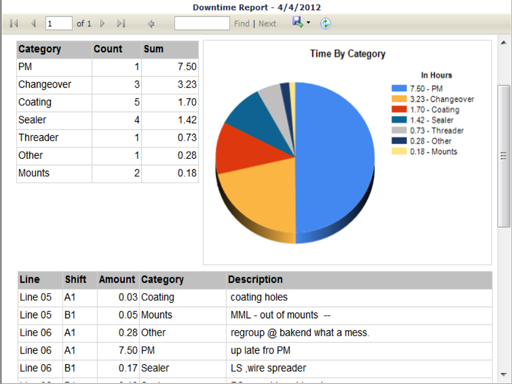 Downtime Report - 4/4/2012
1 of 1 Find | Next
Category Count Sum
PM 1 7.50
Changeover 3 3.23
Coating 5 1.70
Sealer 4 1.42
Threader 1 0.73
Other 1 0.28
Mounts 2 0.18
Time By Category
In Hours
7.50 - PM
3.23 - Changeover
1.70 - Coating
1.42 - Sealer
0.73 - Threader
0.28 - Other
0.18 - Mounts
Line Shift Amount Category Description
Line 05 A1 0.03 Coating coating holes
Line 05 B1 0.05 Mounts MML - out of mounts --
Line 06 A1 0.28 Other regroup @ bakend what a mess.
Line 06 A1 7.50 PM up late fro PM
Line 06 B1 0.17 Sealer LS ,wire spreader